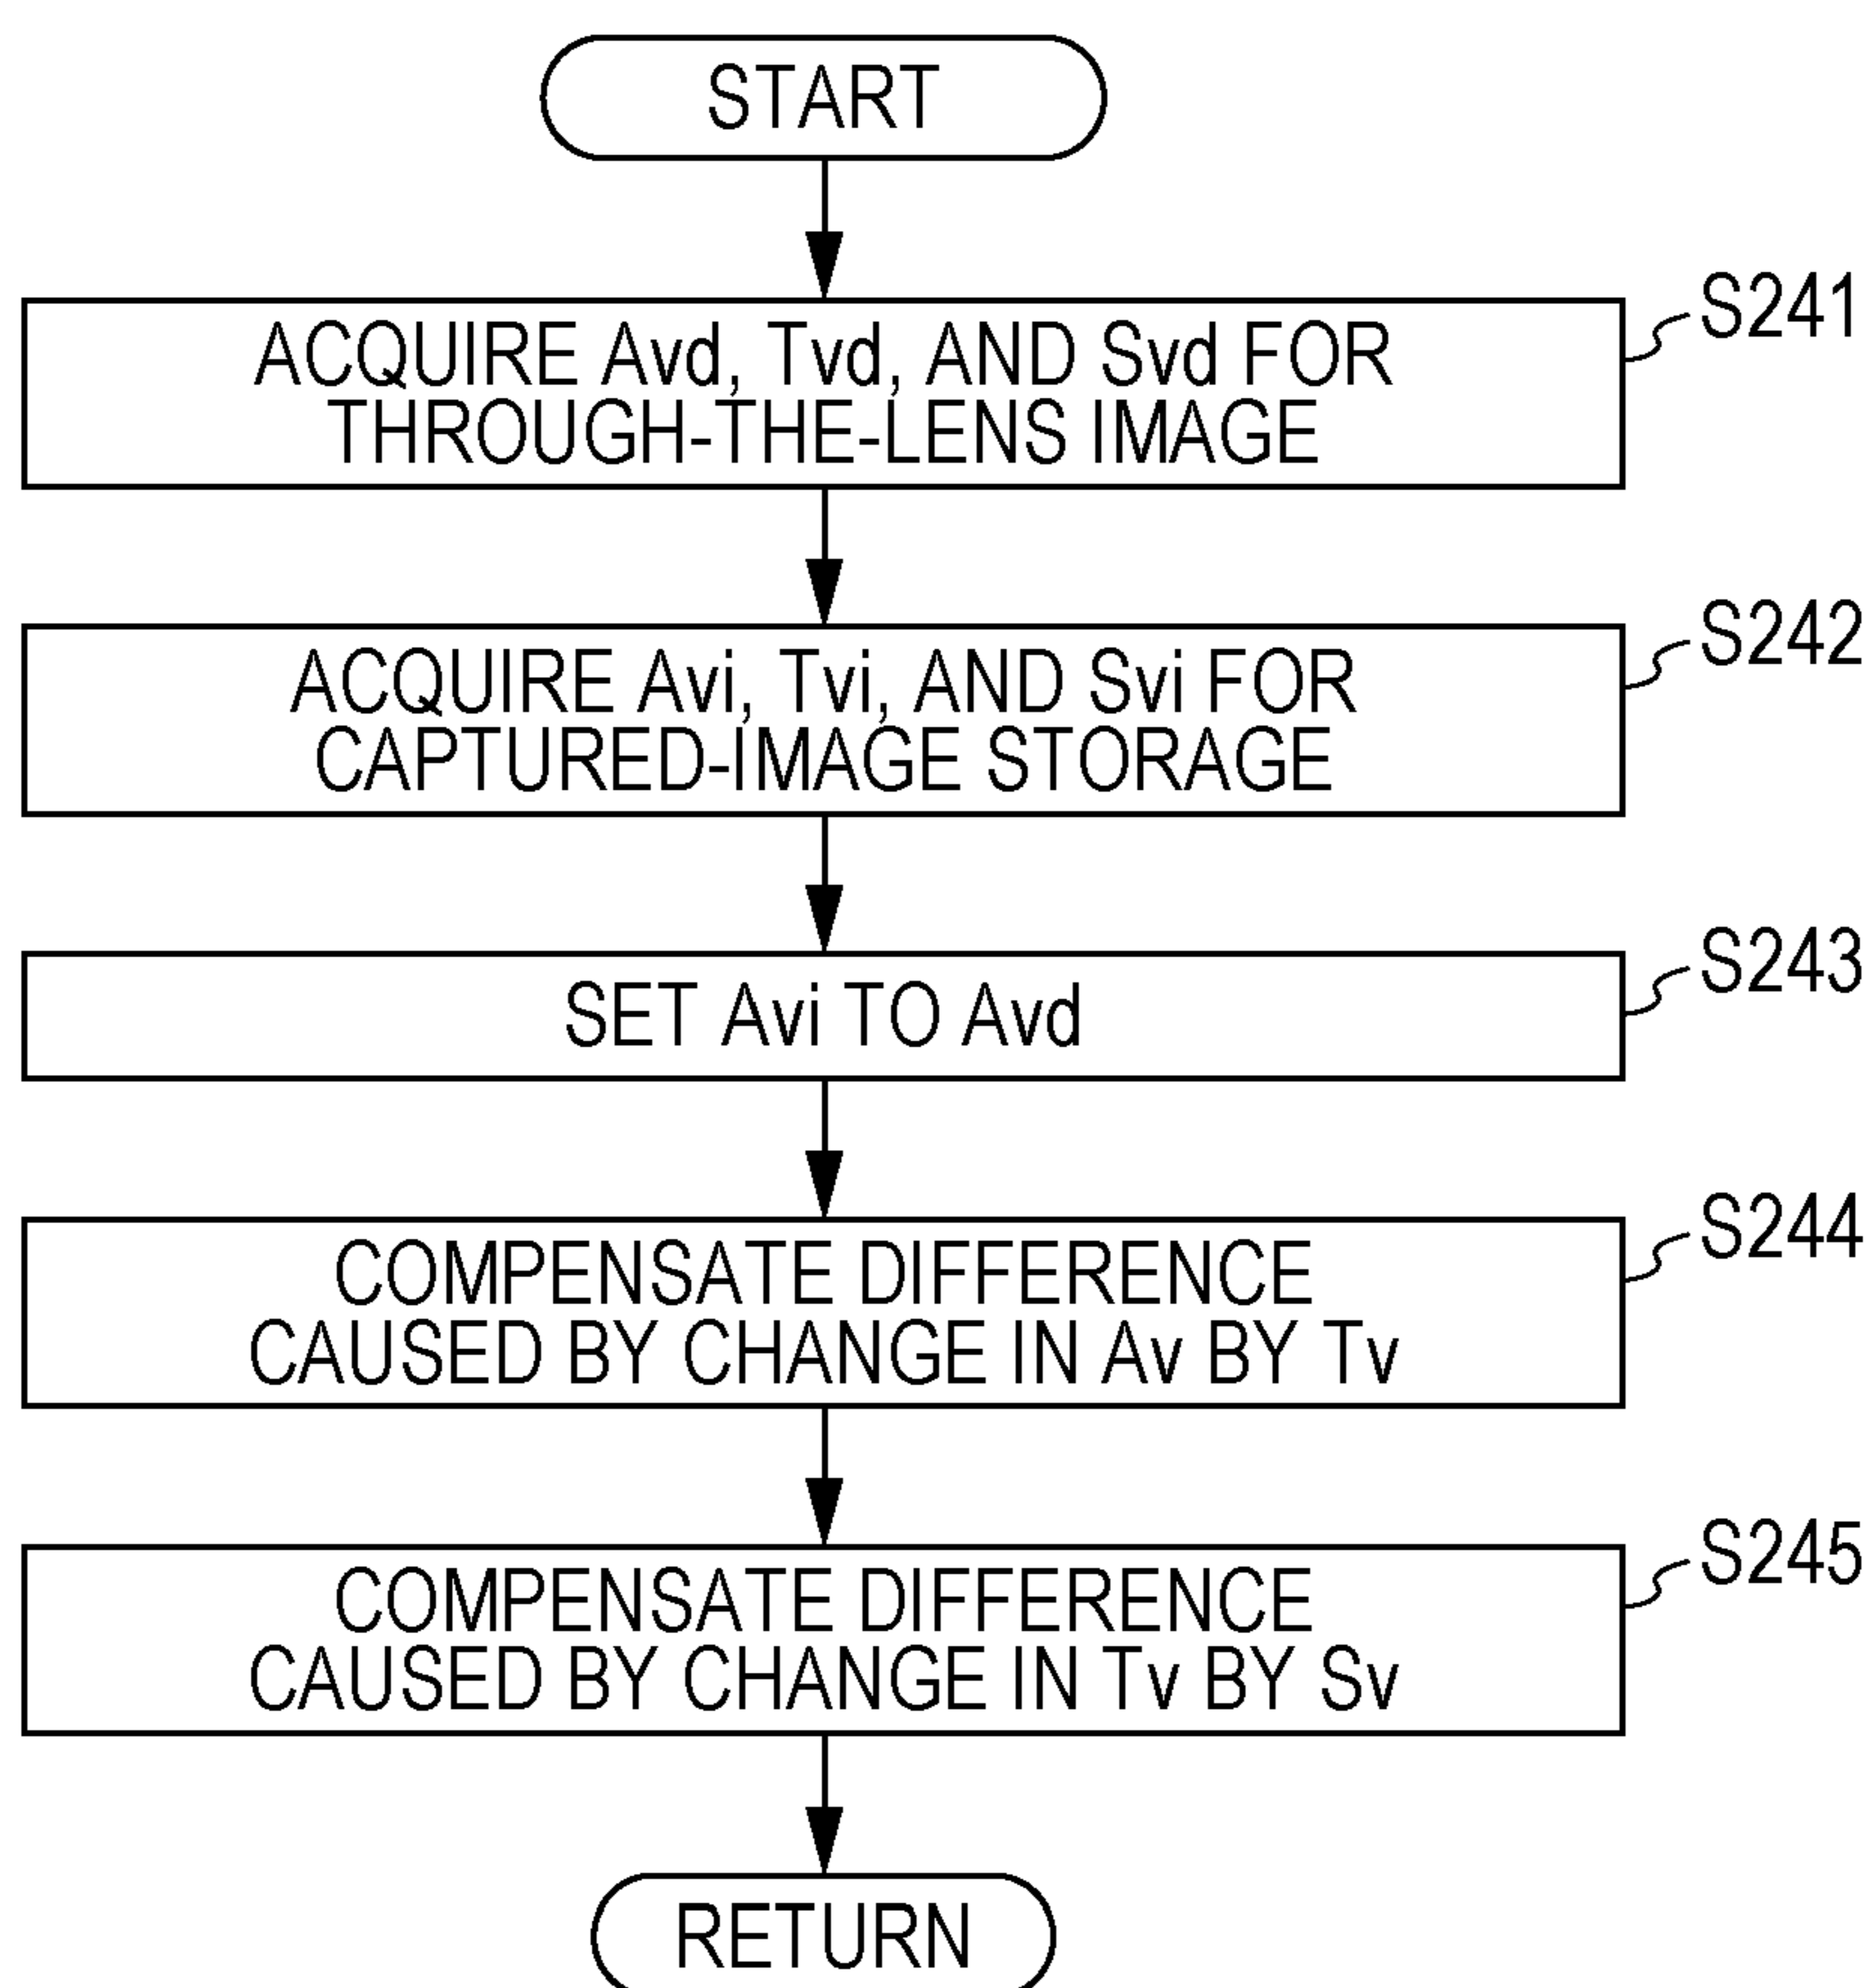 START
S241
ACQUIRE Avd, Tvd, AND Svd FOR
THROUGH-THE-LENS IMAGE
S242
ACQUIRE Avi, Tvi, AND Svi FOR
CAPTURED-IMAGE STORAGE
S243
SET Avi TO Avd
S244
COMPENSATE DIFFERENCE
CAUSED BY CHANGE IN Av BY Tv
S245
COMPENSATE DIFFERENCE
CAUSED BY CHANGE IN Tv BY Sv
RETURN